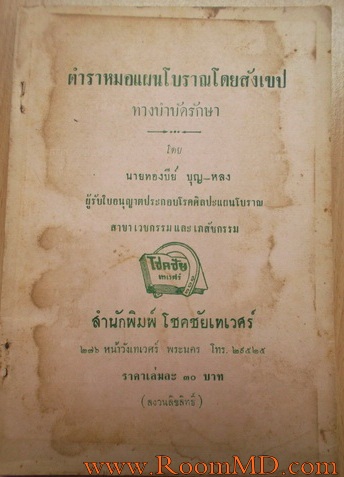 ตำราหมอแผนโบราณโดยสังเขป
ทางบำบัดรักษา
โดย
นายทองบีย์ บุญ-หลง
ผู้รับใบอนุญาตประกอบโรคศิลปะแผนโบราณ
สาขาเวชกรรม และ เภสัชกรรม
โชคชัย
เทเวศร์
สำนักพิมพ์ โชคชัยเทเวศร์
๒๗๖ หน้าวังเทเวศร์ พระนคร โทร. ๒๙๕๒๕
ราคาเล่มละ ๓๐ บาท
(สงวนลิขสิทธิ์)
www.RoomMD.com